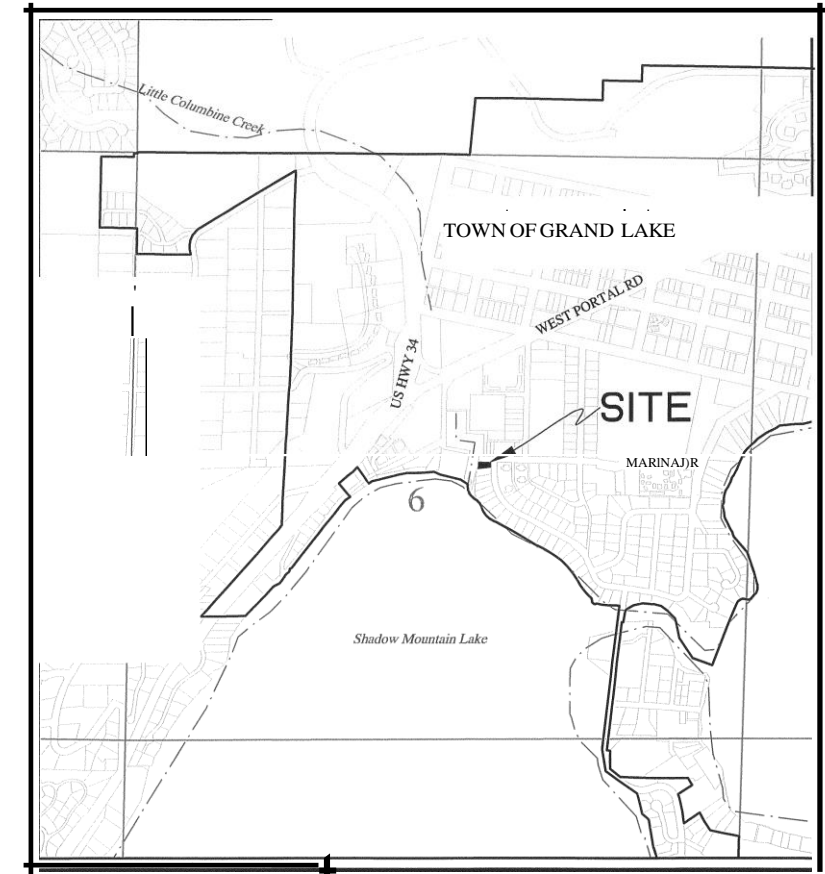 Little Columbine Creek
TOWN OF GRAND LAKE
WEST PORTAL RD
US HWY 34
SITE
MARINAJ)R
6
Shadow Mountain Lake